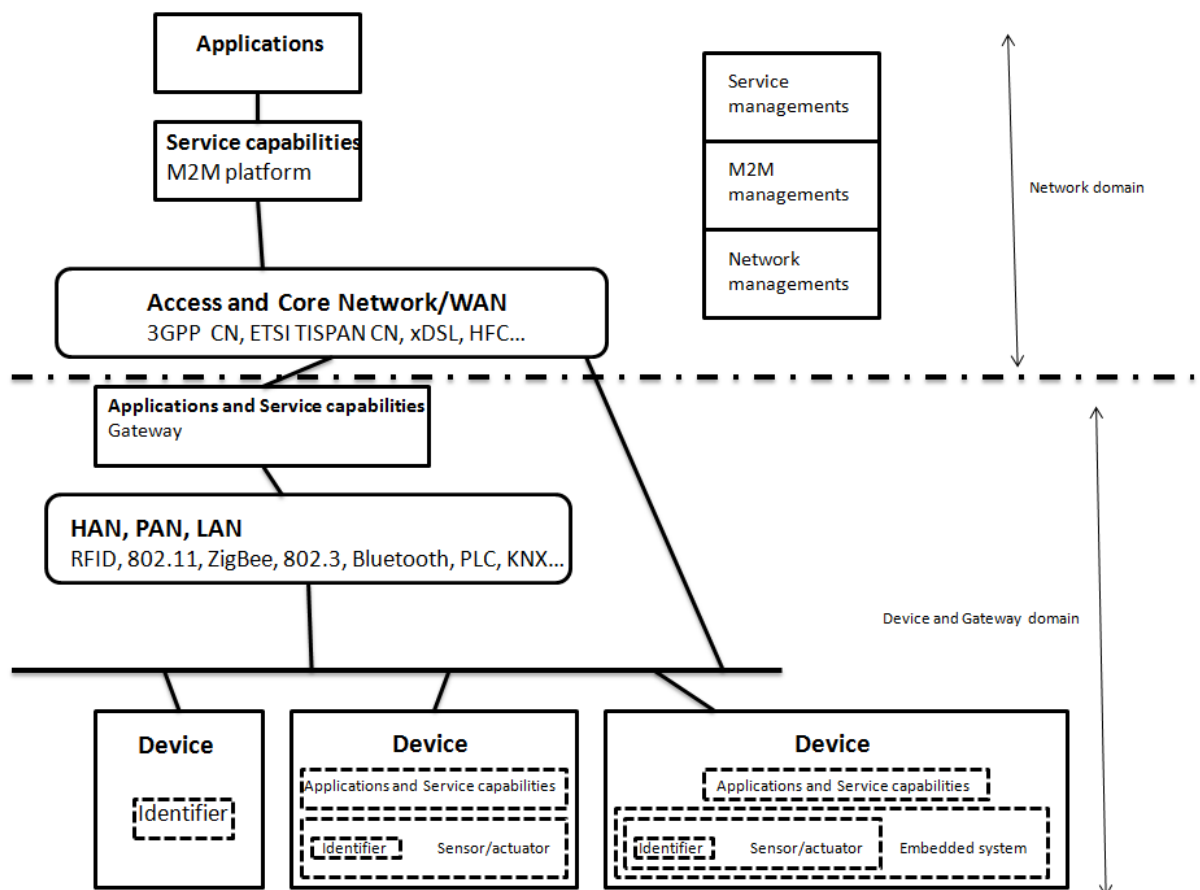 Applications
Service capabilities
M2M platform
Service
managements
M2M
managements
Network
managements
Network domain
Access and Core Network/WAN
3GPP CN, ETSI TISPAN CN, xDSL, HFC...
Applications and Service capabilities
Gateway
HAN, PAN, LAN
RFID, 802.11, ZigBee, 802.3, Bluetooth, PLC, KNX...
Device and Gateway domain
Device
Identifier
Device
Applications and Service capabilities
Identifier
Sensor/actuator
Device
Applications and Service capabilities
Identifier
Sensor/actuator
Embedded system